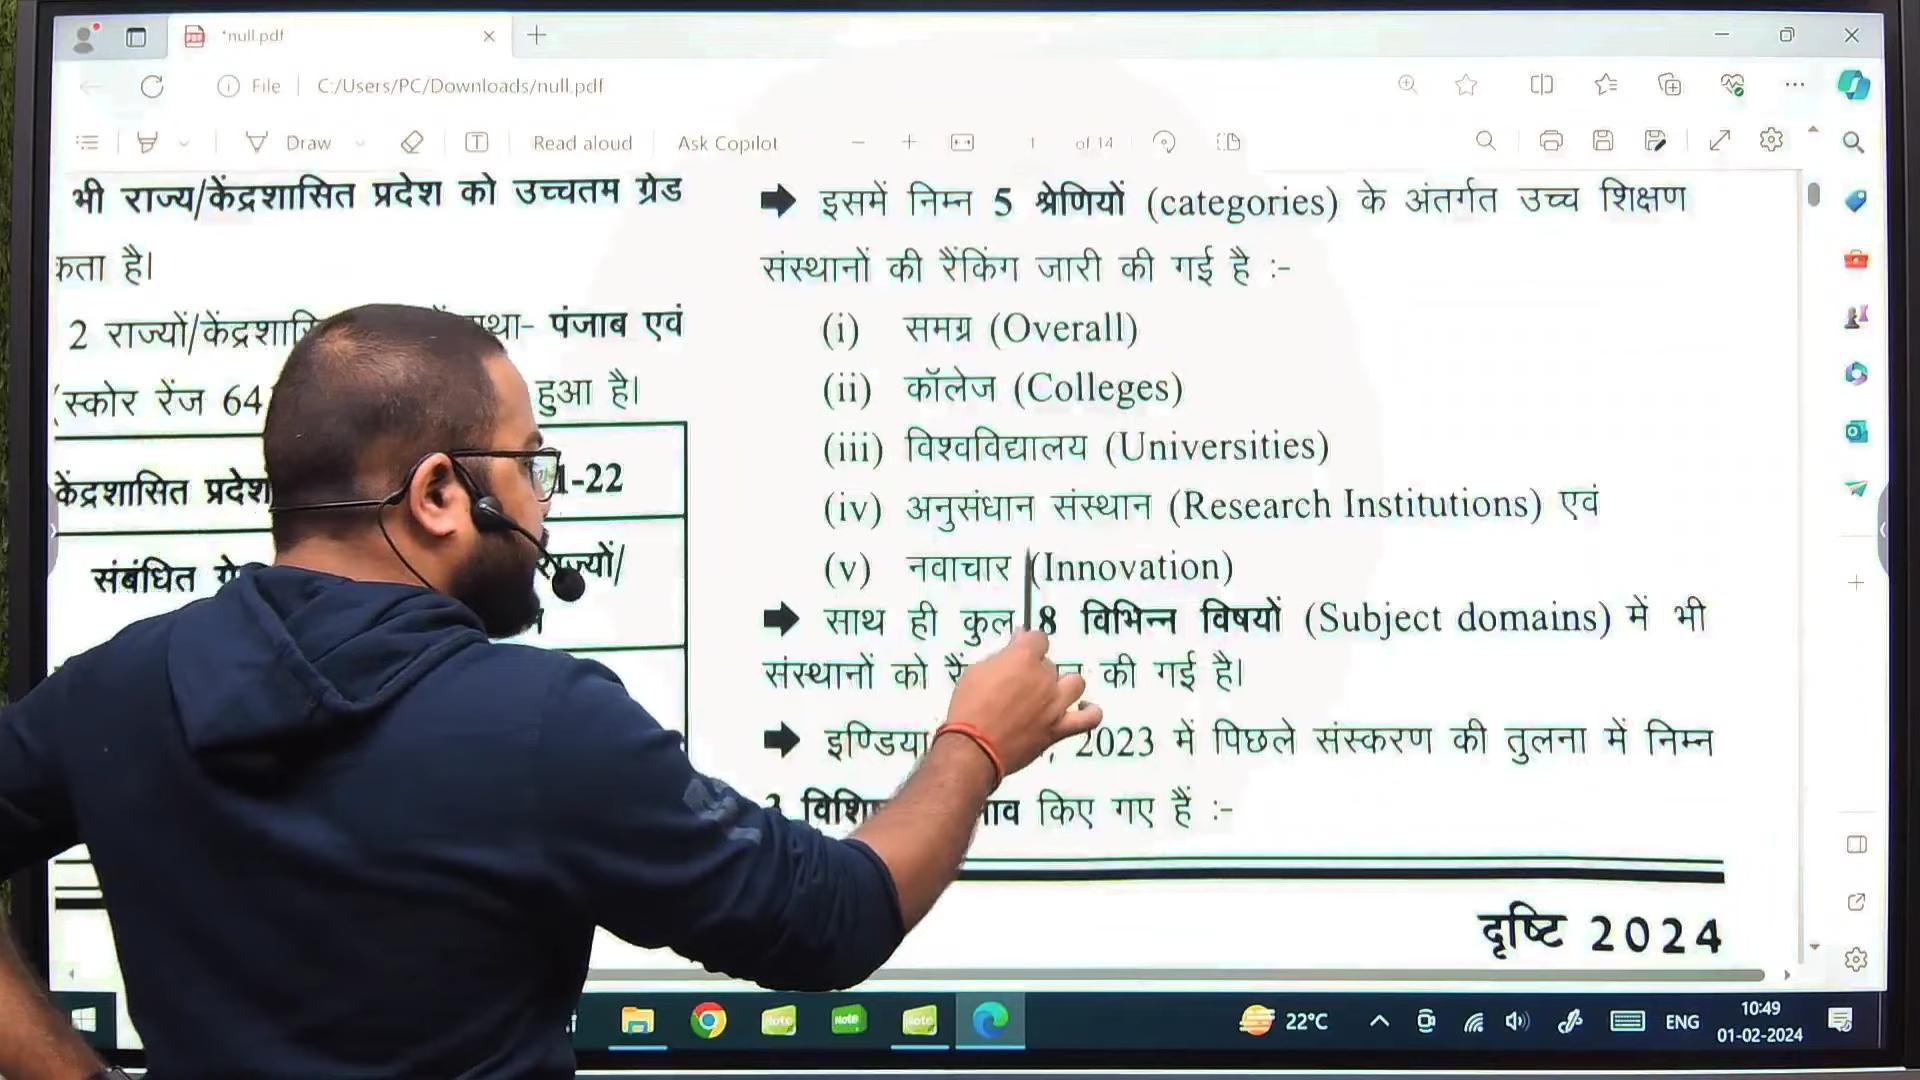 *null.pdf
File
C:/Users/PC/Downloads/null.pdf
Draw
Read aloud
Ask Copilot
1
of 14
भी राज्य/केंद्रशासित प्रदेश को उच्चतम ग्रेड
है।
2 पंजाब एवं
(स्कोर रेंज 64
हुआ है।
केंद्रशासित प्रदेश
-22
संबंधित
➡ इसमें निम्न 5 श्रेणियों (categories) के अंतर्गत उच्च शिक्षण
संस्थानों की रैंकिंग जारी की गई है :-
(i) समग्र (Overall)
(ii) कॉलेज (Colleges)
(iii) विश्वविद्यालय (Universities)
(iv) अनुसंधान संस्थान (Research Institutions) एवं
(v) नवाचार (Innovation)
➡ साथ ही कुल 8 विभिन्न विषयों (Subject domains) में भी
संस्थानों को की गई है।
➡ इण्डिया 2023 में पिछले संस्करण की तुलना में निम्न
किए गए हैं :-
दृष्टि 2024
22°C
ENG
10:49
01-02-2024